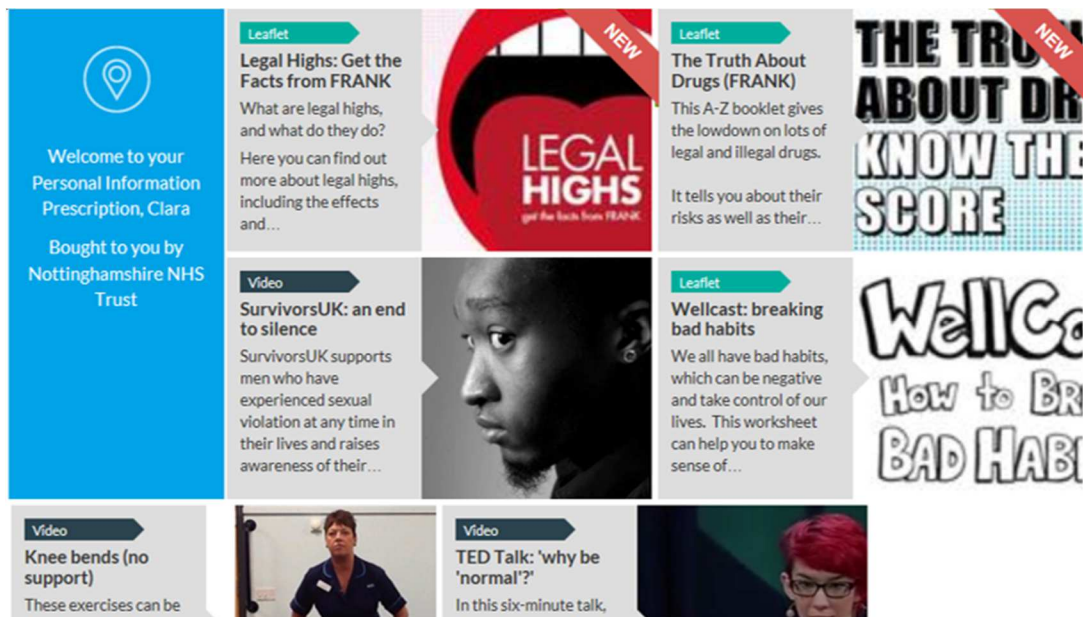 Welcome to your
Personal Information
Prescription, Clara
Bought to you by
Nottinghamshire NHS
Trust
Leaflet
Legal Highs: Get the
Facts from FRANK
What are legal highs,
and what do they do?
Here you can find out
more about legal highs,
including the effects
and...
NEW
LEGAL
HIGHS
get the facts from FRANK
Leaflet
The Truth About
Drugs (FRANK)
This A-Z booklet gives
the lowdown on lots of
legal and illegal drugs.
It tells you about their
risks as well as their...
NEW
THE TRU
ABOUT DR
KNOW THE
SCORE
Video
SurvivorsUK: an end
to silence
SurvivorsUK supports
men who have
experienced sexual
violation at any time in
their lives and raises
awareness of their...
Leaflet
Wellcast: breaking
bad habits
We all have bad habits,
which can be negative
and take control of our
lives. This worksheet
can help you to make
sense of...
WellCa
How to BR
BAD HABI
Video
Knee bends (no
support)
These exercises can be
Video
TED Talk: 'why be
'normal'?'
In this six-minute talk,